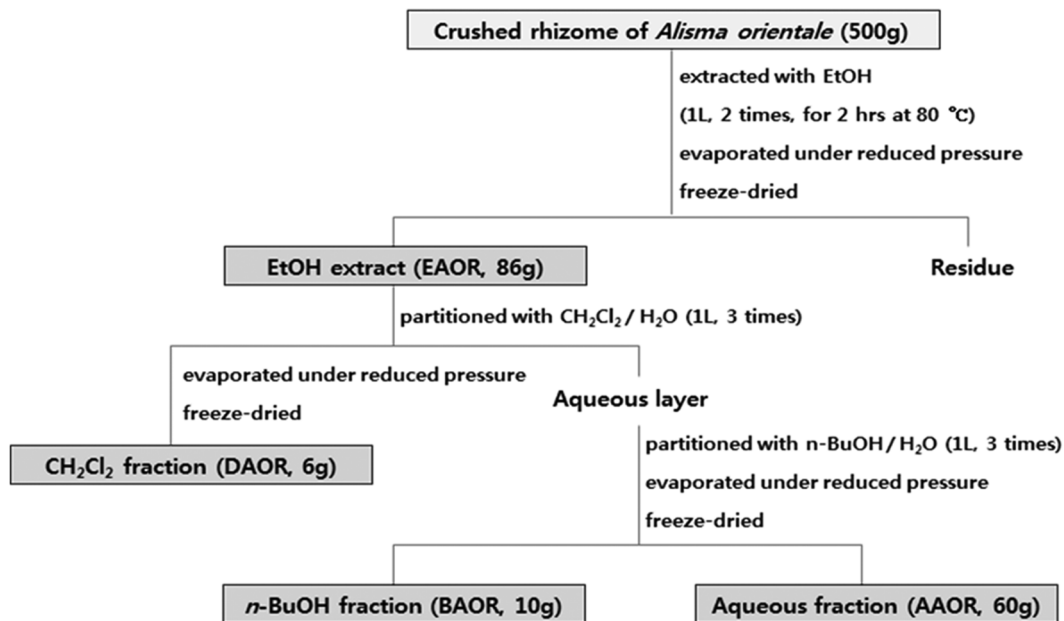 Crushed rhizome of Alisma orientale (500g)
extracted with EtOH
(1L, 2 times, for 2 hrs at 80 ℃)
evaporated under reduced pressure
freeze-dried
EtOH extract (EAOR, 86g)
Residue
partitioned with CH₂Cl₂ / H₂O (1L, 3 times)
evaporated under reduced pressure
freeze-dried
Aqueous layer
CH₂Cl₂ fraction (DAOR, 6g)
partitioned with n-BuOH / H₂O (1L, 3 times)
evaporated under reduced pressure
freeze-dried
n-BuOH fraction (BAOR, 10g)
Aqueous fraction (AAOR, 60g)